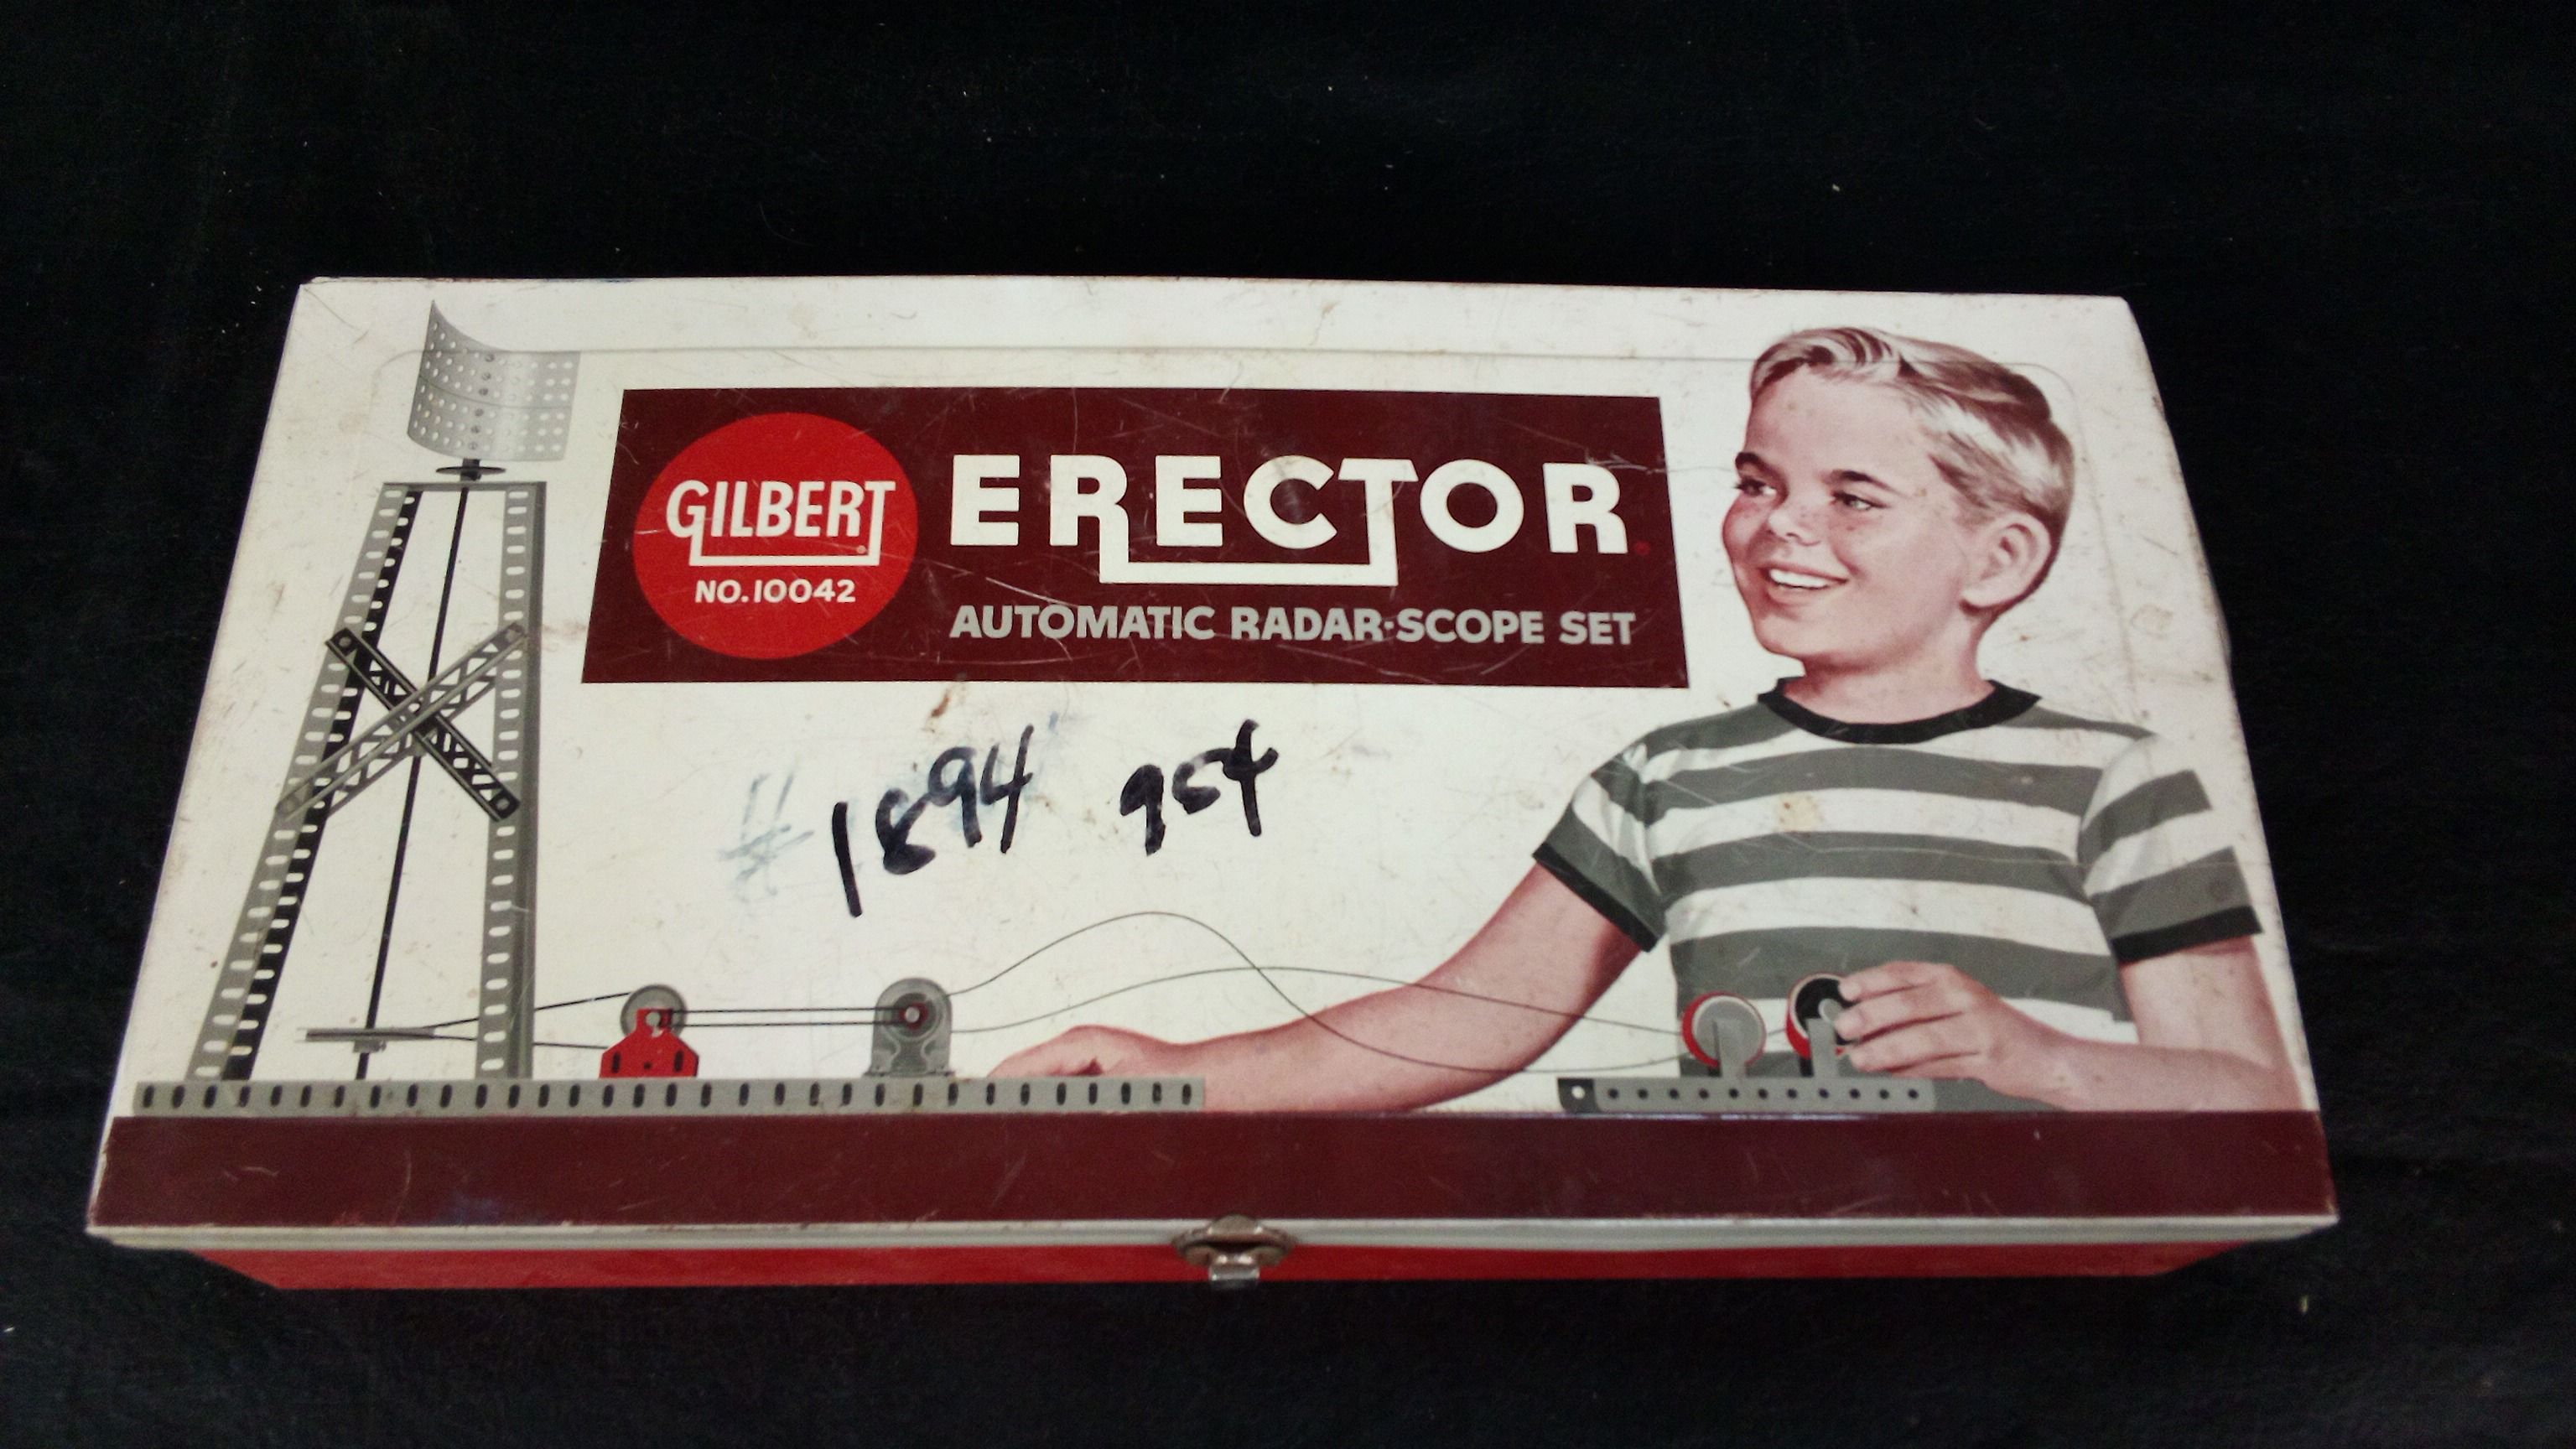 GILBERT
NO. 10042
ERECTOR
AUTOMATIC RADAR-SCOPE SET
# 1894 95¢